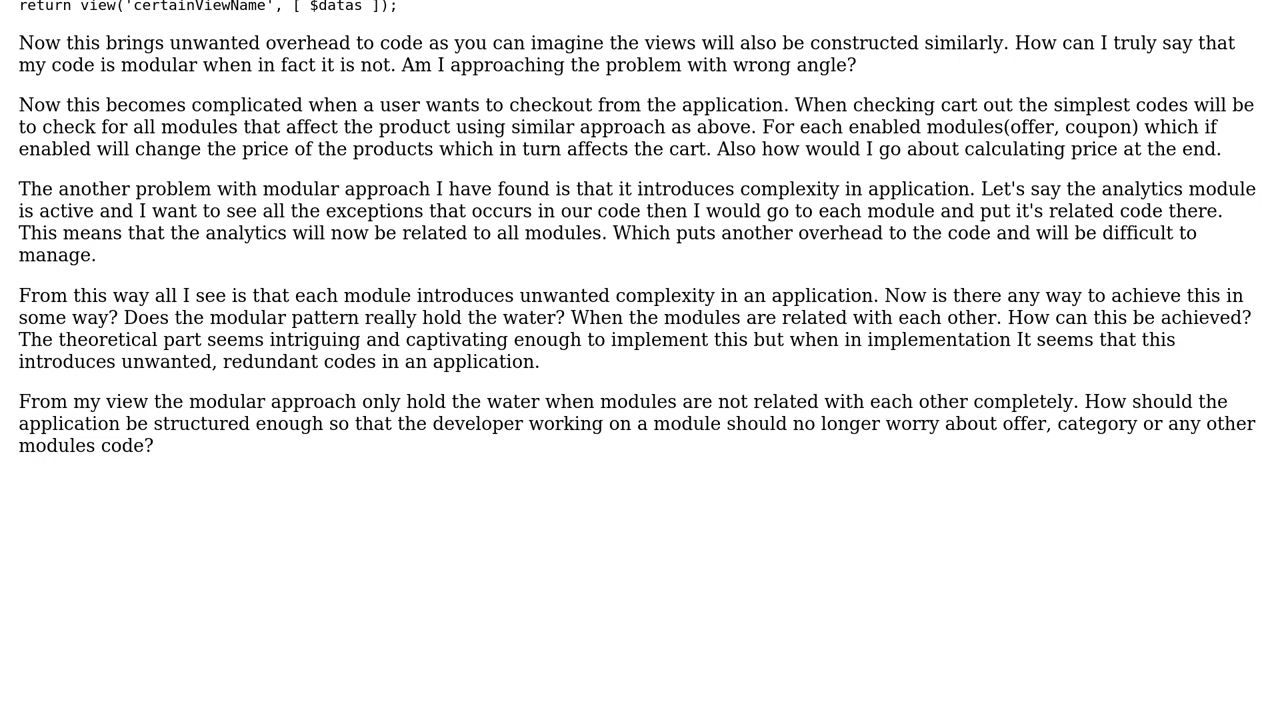 return view('certainViewName', [ $datas ]);
Now this brings unwanted overhead to code as you can imagine the views will also be constructed similarly. How can I truly say that
my code is modular when in fact it is not. Am I approaching the problem with wrong angle?
Now this becomes complicated when a user wants to checkout from the application. When checking cart out the simplest codes will be
to check for all modules that affect the product using similar approach as above. For each enabled modules(offer, coupon) which if
enabled will change the price of the products which in turn affects the cart. Also how would I go about calculating price at the end.
The another problem with modular approach I have found is that it introduces complexity in application. Let's say the analytics module
is active and I want to see all the exceptions that occurs in our code then I would go to each module and put it's related code there.
This means that the analytics will now be related to all modules. Which puts another overhead to the code and will be difficult to
manage.
From this way all I see is that each module introduces unwanted complexity in an application. Now is there any way to achieve this in
some way? Does the modular pattern really hold the water? When the modules are related with each other. How can this be achieved?
The theoretical part seems intriguing and captivating enough to implement this but when in implementation It seems that this
introduces unwanted, redundant codes in an application.
From my view the modular approach only hold the water when modules are not related with each other completely. How should the
application be structured enough so that the developer working on a module should no longer worry about offer, category or any other
modules code?